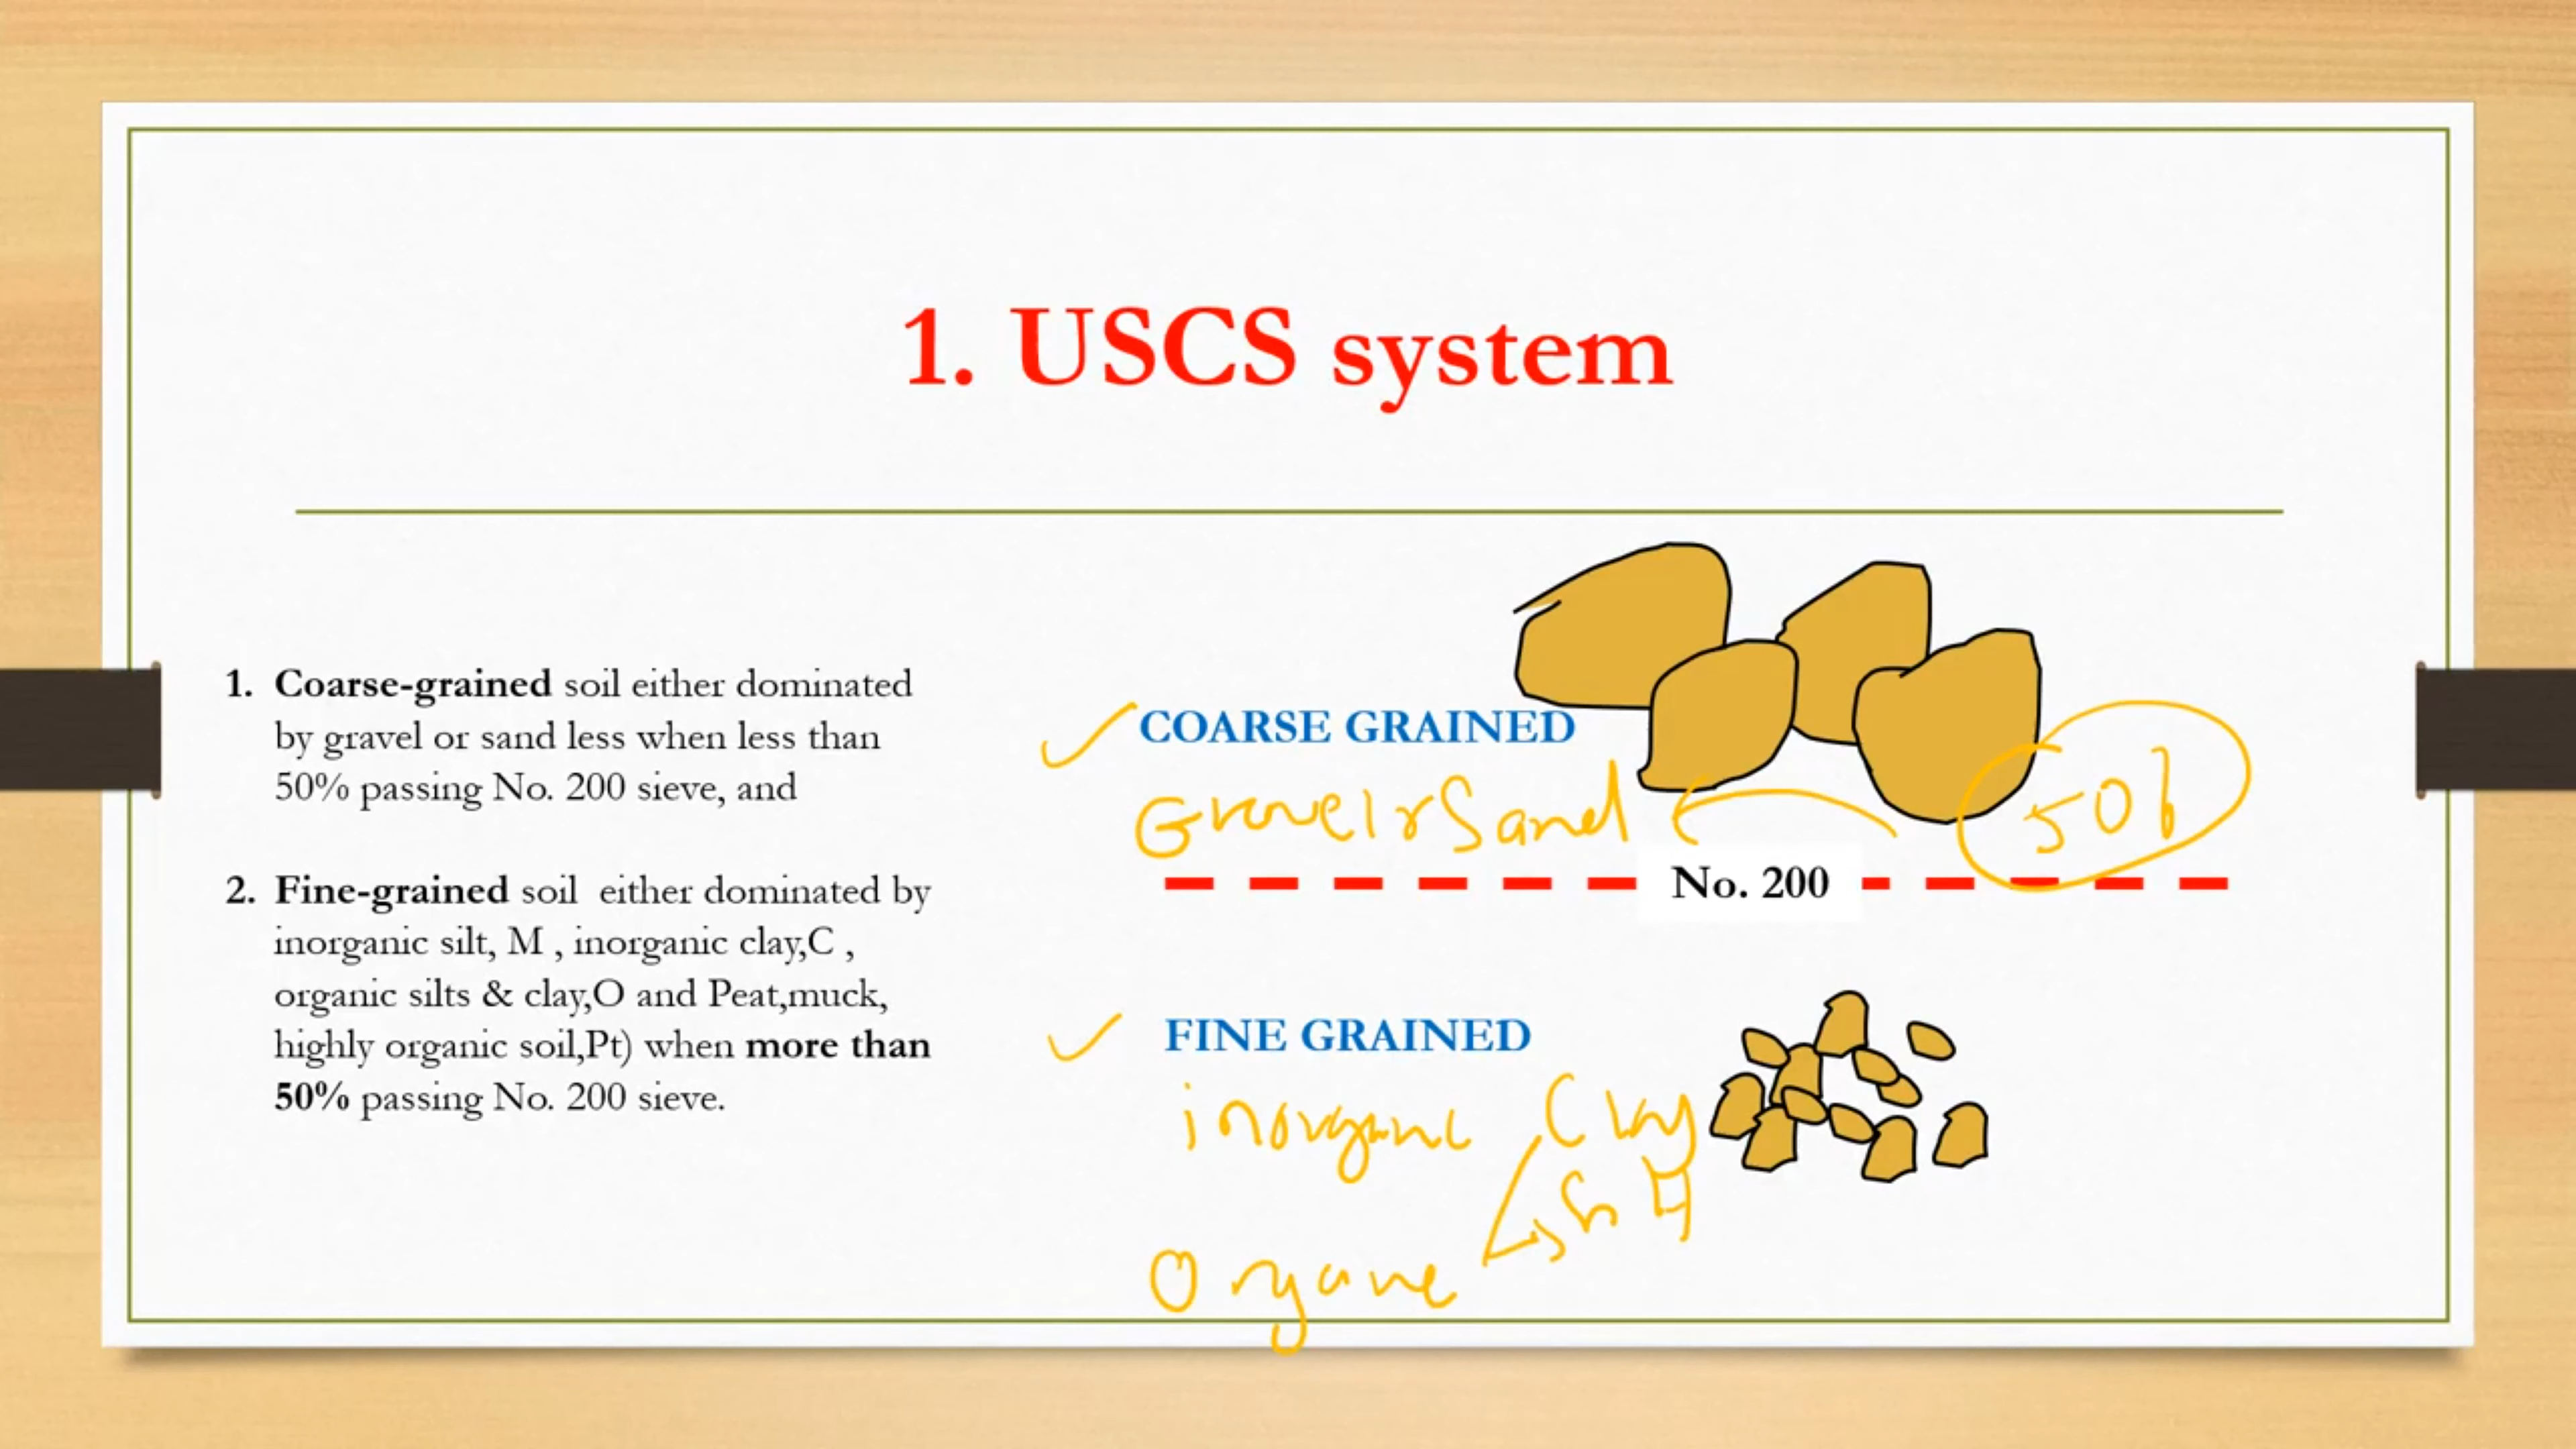 1. USCS system
1. Coarse-grained soil either dominated
by gravel or sand less when less than
50% passing No. 200 sieve, and
2. Fine-grained soil either dominated by
inorganic silt, M , inorganic clay,C ,
organic silts & clay,O and Peat,muck,
highly organic soil,Pt) when more than
50% passing No. 200 sieve.
COARSE GRAINED
Gravel r Sand
50%
No. 200
FINE GRAINED
inorganic Clay
Silt
Organic